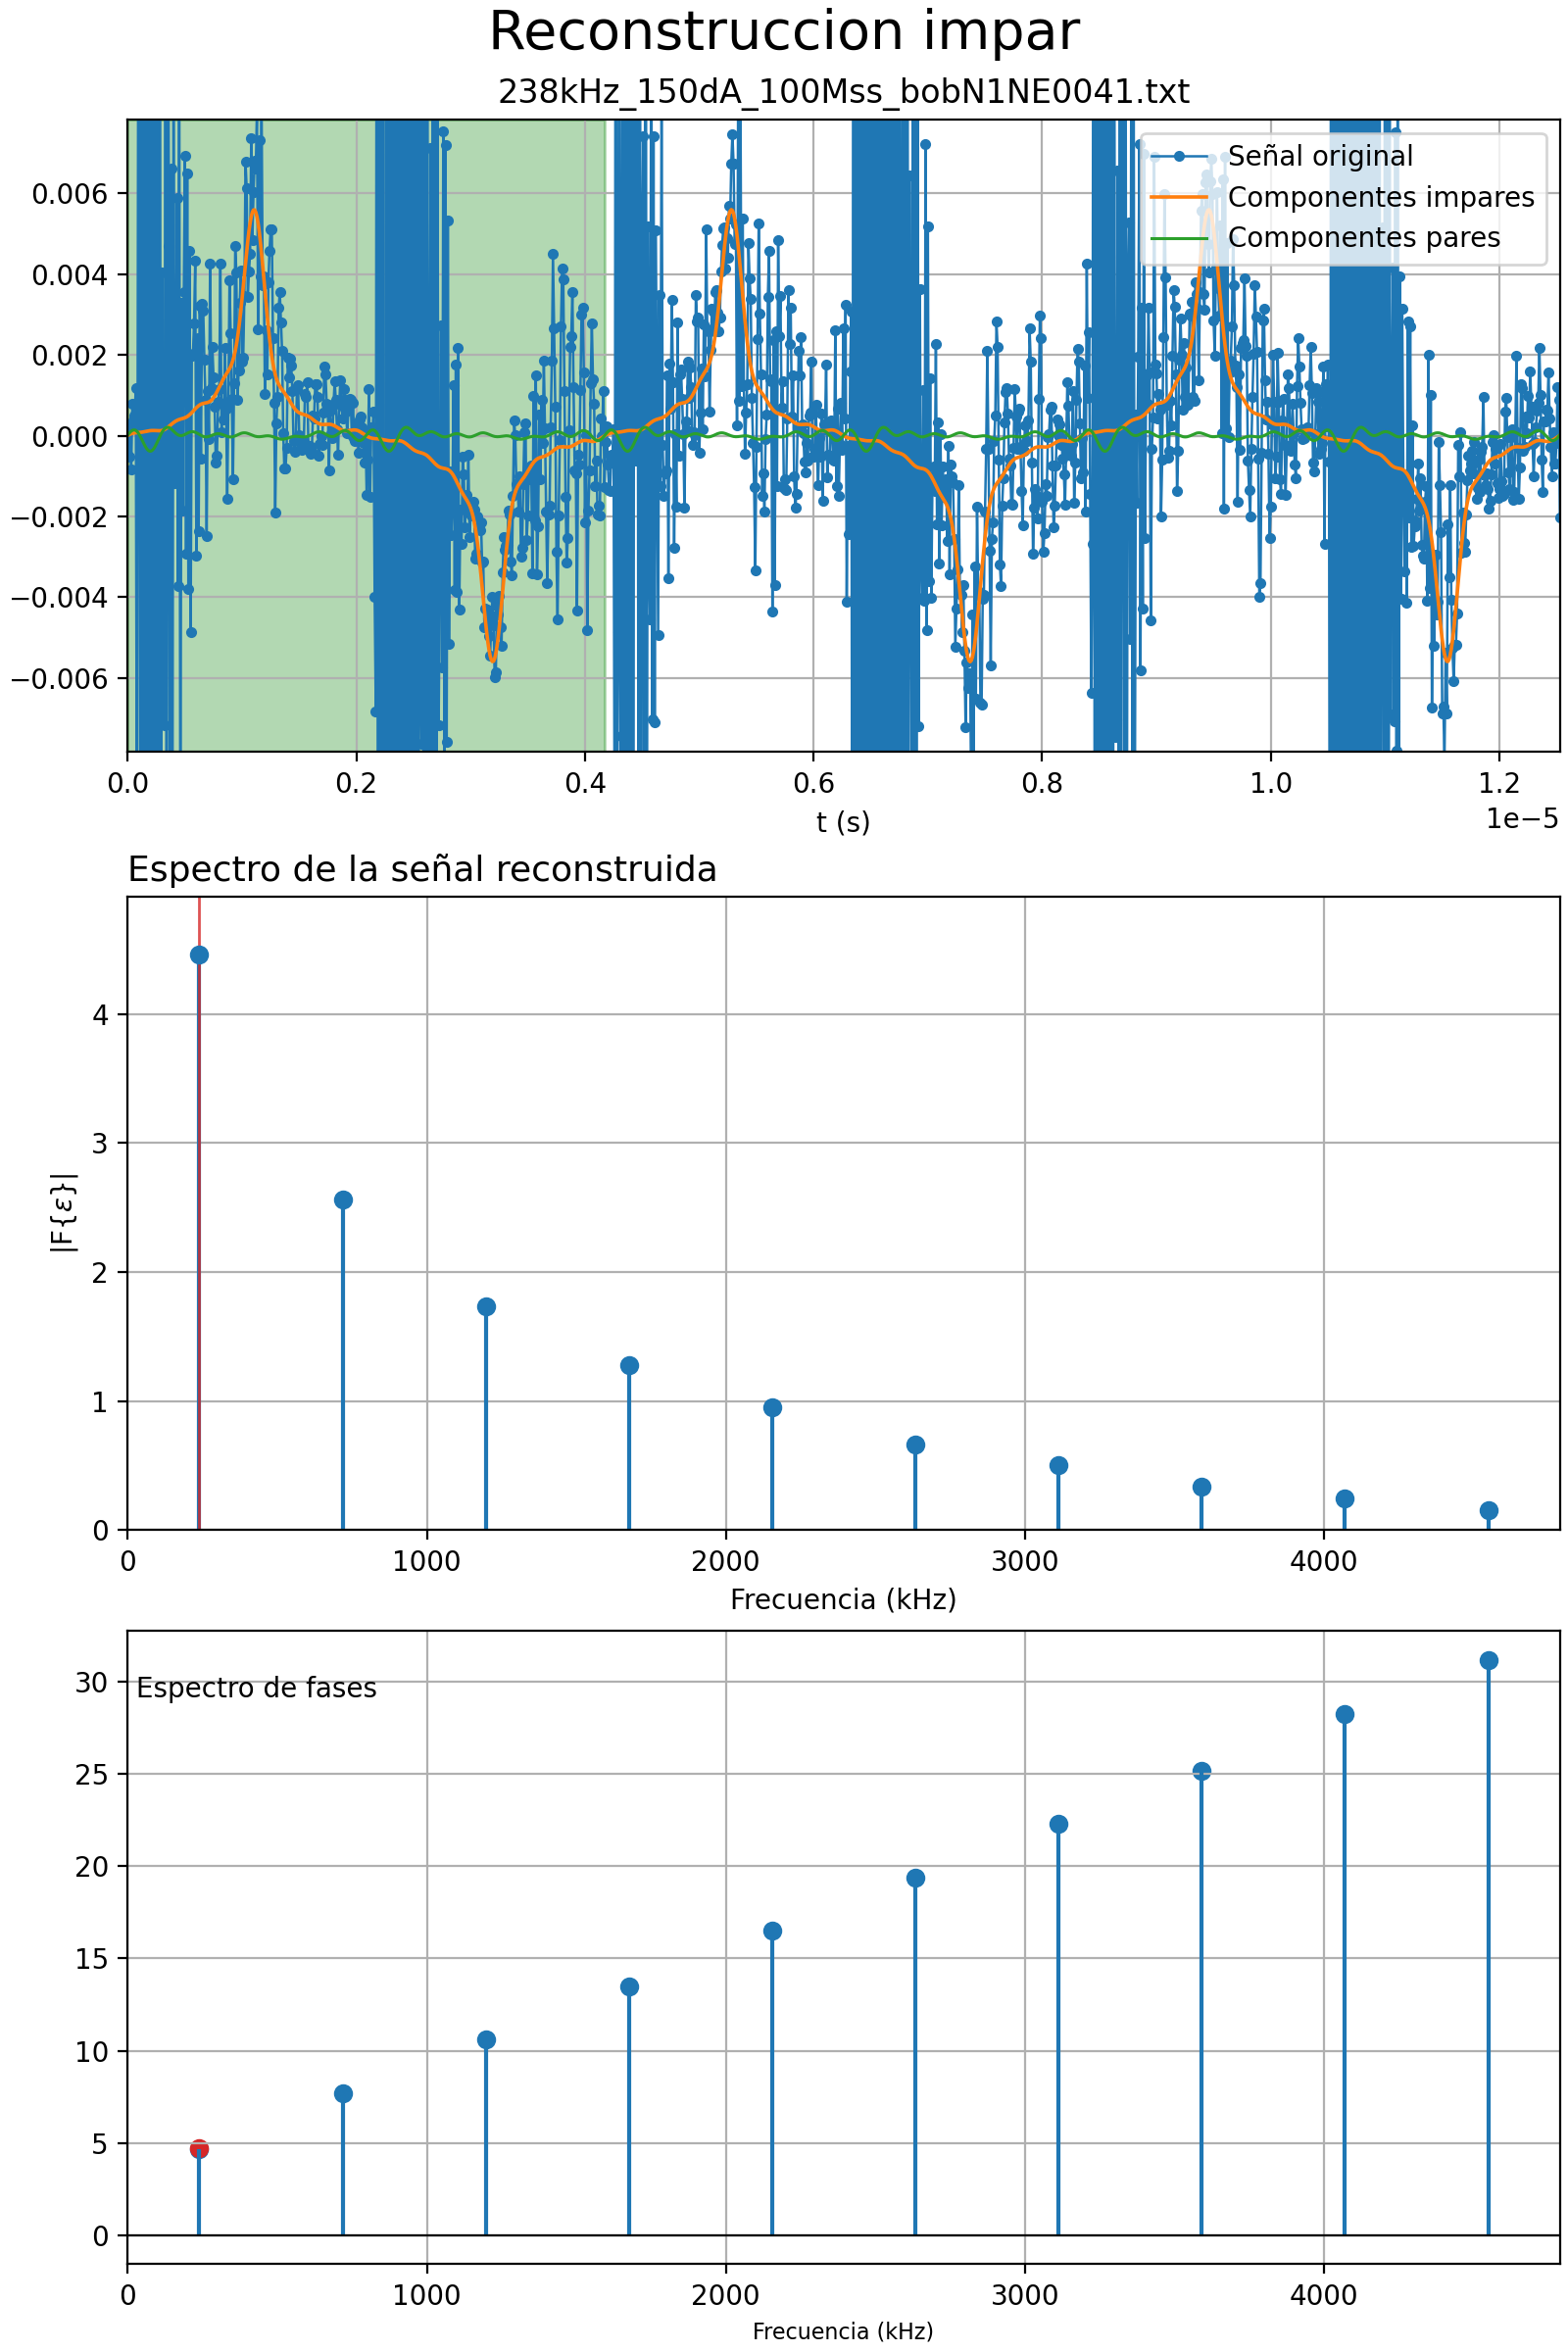 Reconstruccion impar
238kHz_150dA_100Mss_bobN1NE0041.txt
Señal original
Componentes impares
Componentes pares
0.006
0.004
0.002
0.000
−0.002
−0.004
−0.006
0.0 0.2 0.4 0.6 0.8 1.0 1.2
1e−5
t (s)
Espectro de la señal reconstruida
|F{ε}|
4
3
2
1
0
0 1000 2000 3000 4000
Frecuencia (kHz)
Espectro de fases
30
25
20
15
10
5
0
0 1000 2000 3000 4000
Frecuencia (kHz)